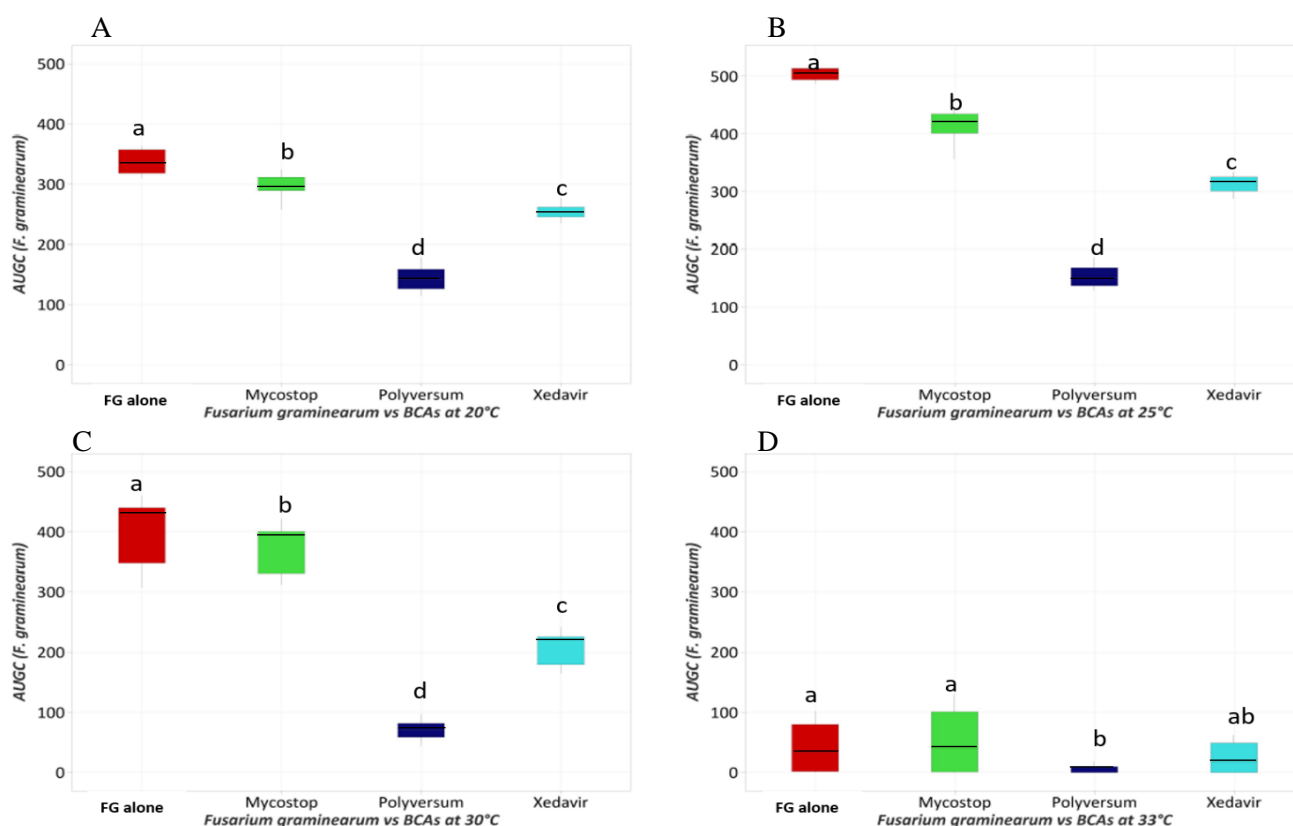 A
500
400
300
200
100
0
AUGC (F. graminearum)
a
b
d
c
FG alone Mycostop Polyversum Xedavir
Fusarium graminearum vs BCAs at 20°C
B
500
400
300
200
100
0
AUGC (F. graminearum)
a
b
d
c
FG alone Mycostop Polyversum Xedavir
Fusarium graminearum vs BCAs at 25°C
C
500
400
300
200
100
0
AUGC (F. graminearum)
a
b
d
c
FG alone Mycostop Polyversum Xedavir
Fusarium graminearum vs BCAs at 30°C
D
500
400
300
200
100
0
AUGC (F. graminearum)
a
a
b
ab
FG alone Mycostop Polyversum Xedavir
Fusarium graminearum vs BCAs at 33°C